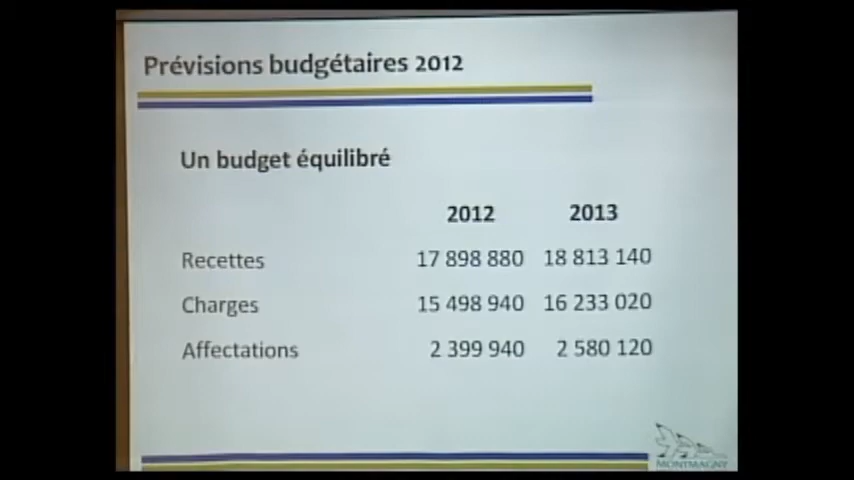 Prévisions budgétaires 2012
Un budget équilibré
2012 2013
Recettes 17 898 880 18 813 140
Charges 15 498 940 16 233 020
Affectations 2 399 940 2 580 120
MONTMAGNY